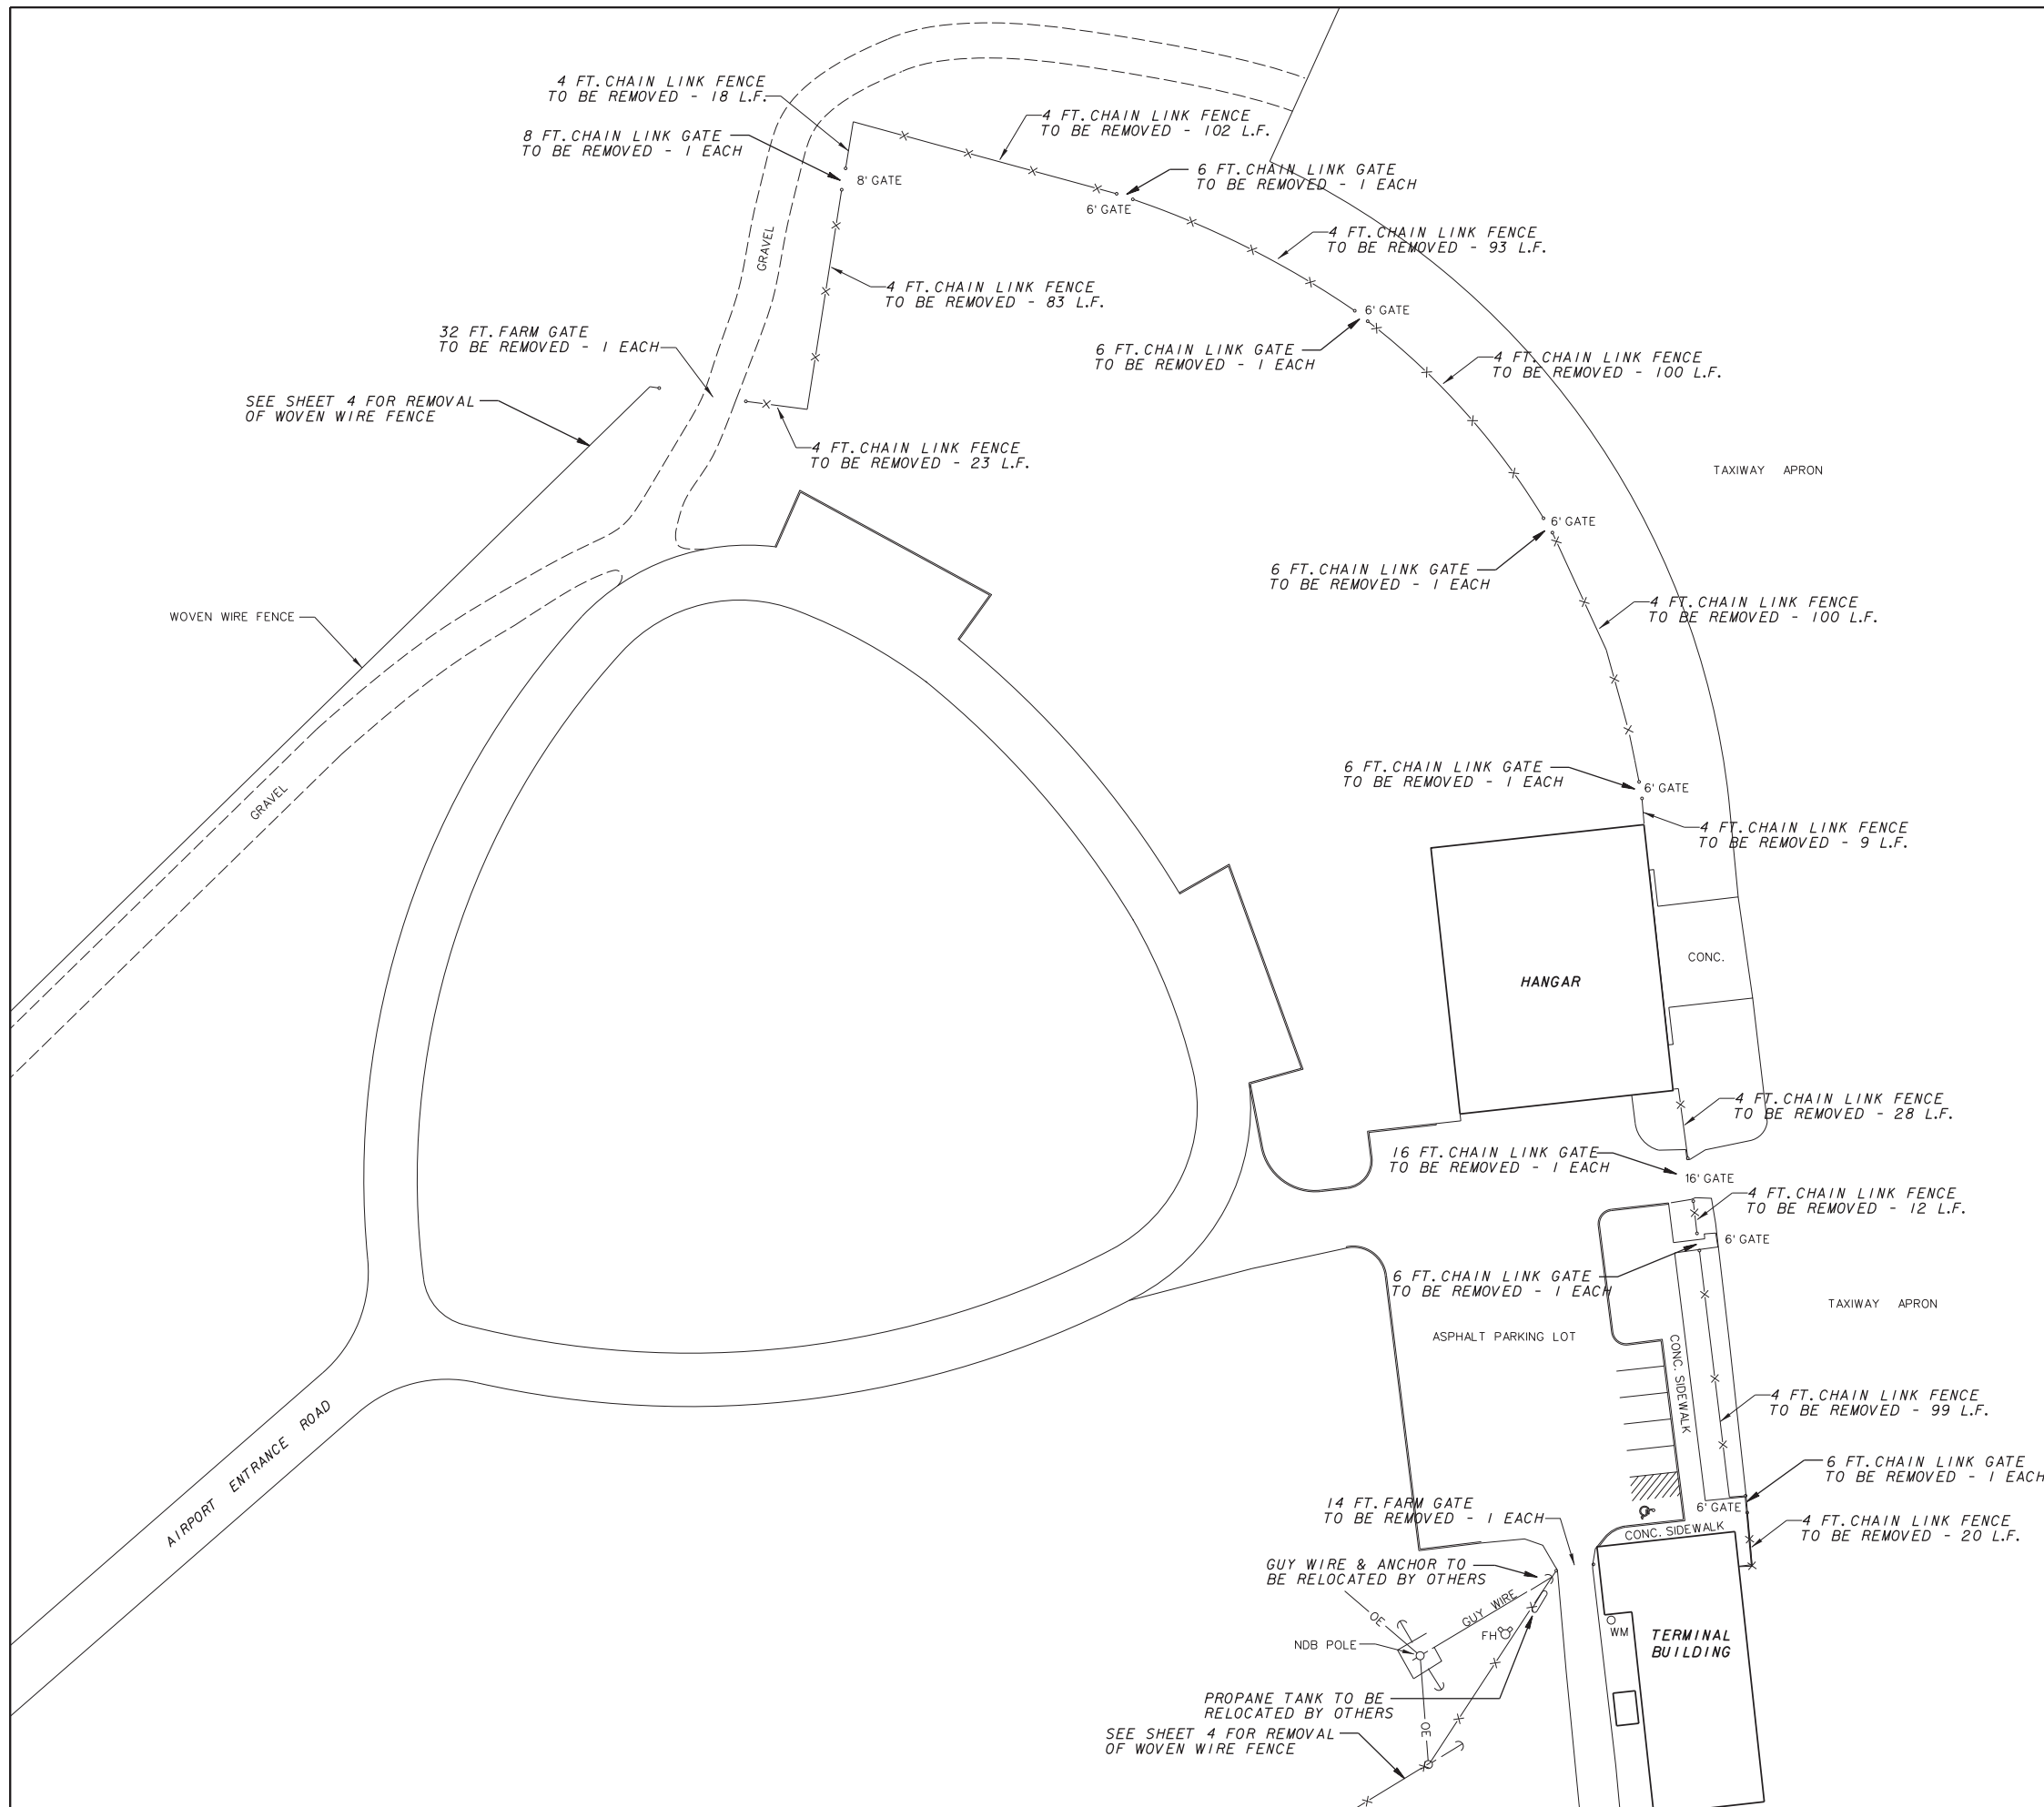 4 FT. CHAIN LINK FENCE
TO BE REMOVED - 18 L.F.
8 FT. CHAIN LINK GATE
TO BE REMOVED - 1 EACH
8' GATE
4 FT. CHAIN LINK FENCE
TO BE REMOVED - 102 L.F.
6 FT. CHAIN LINK GATE
TO BE REMOVED - 1 EACH
6' GATE
4 FT. CHAIN LINK FENCE
TO BE REMOVED - 93 L.F.
GRAVEL
4 FT. CHAIN LINK FENCE
TO BE REMOVED - 83 L.F.
6' GATE
32 FT. FARM GATE
TO BE REMOVED - 1 EACH
6 FT. CHAIN LINK GATE
TO BE REMOVED - 1 EACH
4 FT. CHAIN LINK FENCE
TO BE REMOVED - 100 L.F.
SEE SHEET 4 FOR REMOVAL
OF WOVEN WIRE FENCE
4 FT. CHAIN LINK FENCE
TO BE REMOVED - 23 L.F.
TAXIWAY APRON
6' GATE
6 FT. CHAIN LINK GATE
TO BE REMOVED - 1 EACH
WOVEN WIRE FENCE
4 FT. CHAIN LINK FENCE
TO BE REMOVED - 100 L.F.
6 FT. CHAIN LINK GATE
TO BE REMOVED - 1 EACH
6' GATE
GRAVEL
4 FT. CHAIN LINK FENCE
TO BE REMOVED - 9 L.F.
CONC.
HANGAR
4 FT. CHAIN LINK FENCE
TO BE REMOVED - 28 L.F.
16 FT. CHAIN LINK GATE
TO BE REMOVED - 1 EACH
16' GATE
4 FT. CHAIN LINK FENCE
TO BE REMOVED - 12 L.F.
6' GATE
6 FT. CHAIN LINK GATE
TO BE REMOVED - 1 EACH
TAXIWAY APRON
ASPHALT PARKING LOT
CONC. SIDEWALK
4 FT. CHAIN LINK FENCE
TO BE REMOVED - 99 L.F.
AIRPORT ENTRANCE ROAD
6 FT. CHAIN LINK GATE
TO BE REMOVED - 1 EACH
14 FT. FARM GATE
TO BE REMOVED - 1 EACH
6' GATE
CONC. SIDEWALK
4 FT. CHAIN LINK FENCE
TO BE REMOVED - 20 L.F.
GUY WIRE & ANCHOR TO
BE RELOCATED BY OTHERS
GUY WIRE
OE
FH
WM
NDB POLE
TERMINAL
BUILDING
PROPANE TANK TO BE
RELOCATED BY OTHERS
OE
SEE SHEET 4 FOR REMOVAL
OF WOVEN WIRE FENCE